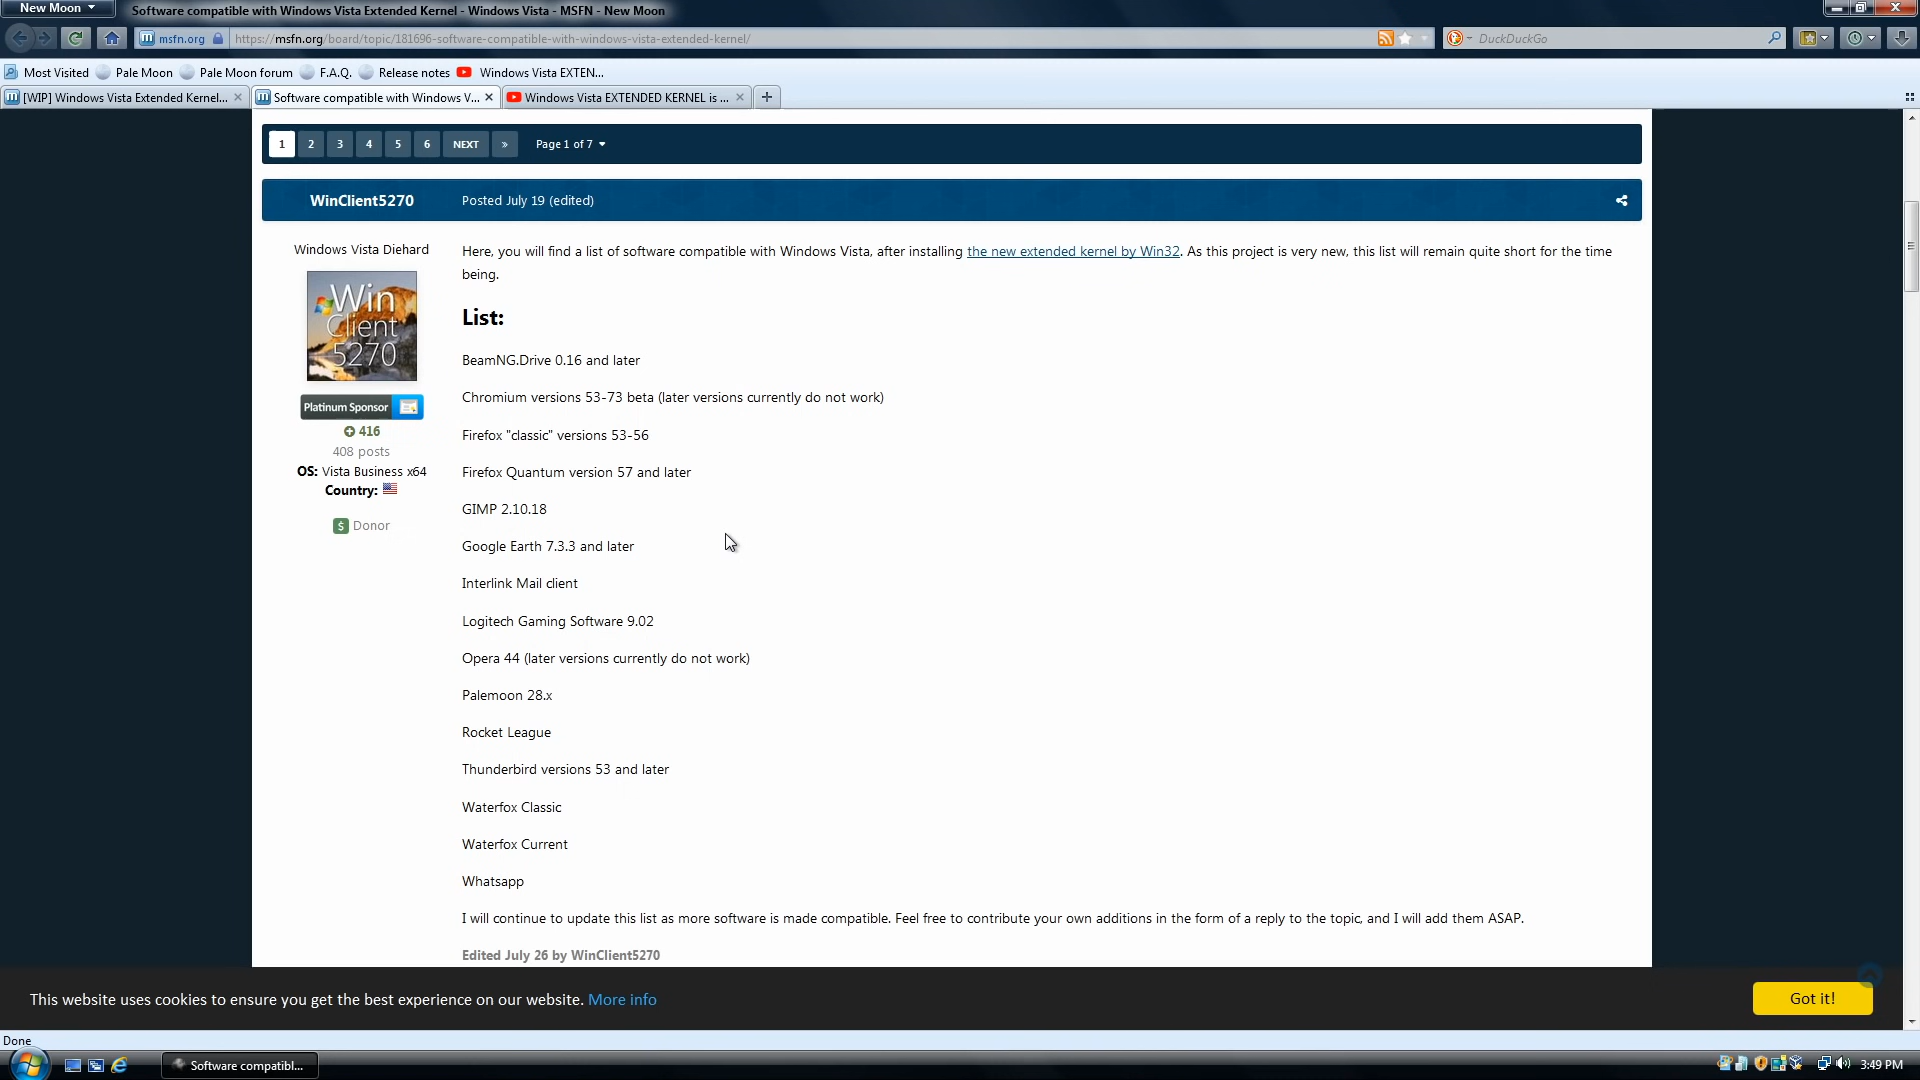 New Moon
Software compatible with Windows Vista Extended Kernel - Windows Vista - MSFN - New Moon
msfn.org
https://msfn.org/board/topic/181696-software-compatible-with-windows-vista-extended-kernel/
DuckDuckGo
Most Visited Pale Moon Pale Moon forum F.A.Q. Release notes Windows Vista EXTEN...
[WIP] Windows Vista Extended Kernel... Software compatible with Windows V... Windows Vista EXTENDED KERNEL is ...
1 2 3 4 5 6 NEXT » Page 1 of 7
WinClient5270
Posted July 19 (edited)
Windows Vista Diehard
Win
Client
5270
Platinum Sponsor
416
408 posts
OS: Vista Business x64
Country:
$ Donor
Here, you will find a list of software compatible with Windows Vista, after installing the new extended kernel by Win32. As this project is very new, this list will remain quite short for the time
being.
List:
BeamNG.Drive 0.16 and later
Chromium versions 53-73 beta (later versions currently do not work)
Firefox "classic" versions 53-56
Firefox Quantum version 57 and later
GIMP 2.10.18
Google Earth 7.3.3 and later
Interlink Mail client
Logitech Gaming Software 9.02
Opera 44 (later versions currently do not work)
Palemoon 28.x
Rocket League
Thunderbird versions 53 and later
Waterfox Classic
Waterfox Current
Whatsapp
I will continue to update this list as more software is made compatible. Feel free to contribute your own additions in the form of a reply to the topic, and I will add them ASAP.
Edited July 26 by WinClient5270
This website uses cookies to ensure you get the best experience on our website. More info
Got it!
Done
Software compatibl...
3:49 PM